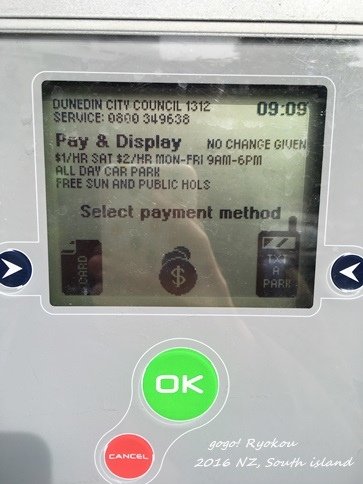 DUNEDIN CITY COUNCIL 1312
09:09
SERVICE: 0800 349638
Pay & Display NO CHANGE GIVEN
$1/HR SAT $2/HR MON-FRI 9AM-6PM
ALL DAY CAR PARK
FREE SUN AND PUBLIC HOLS
Select payment method
CARD
$
TXT
A
PARK
OK
CANCEL
gogo! Ryokou
2016 NZ, South island